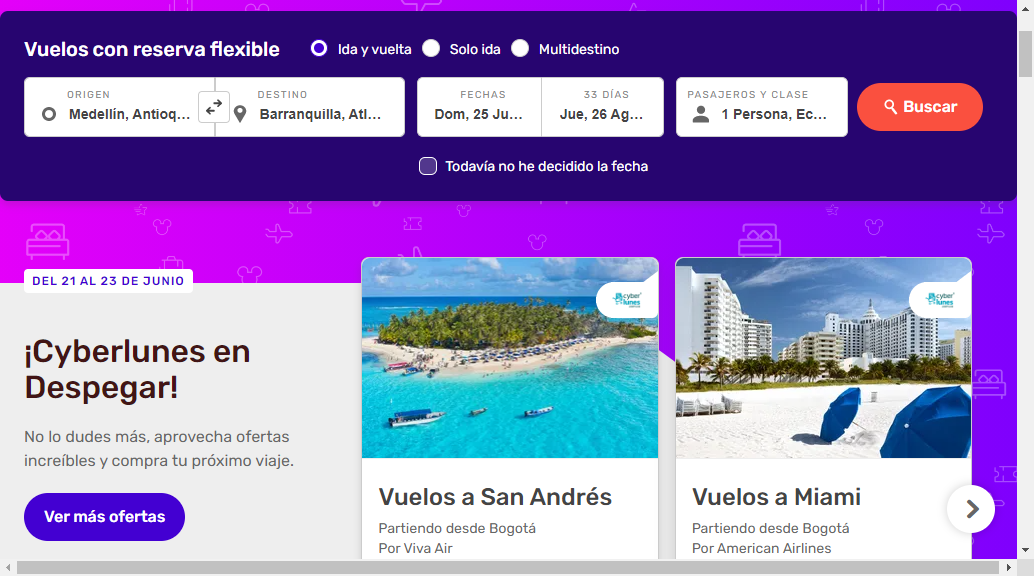 Vuelos con reserva flexible
Ida y vuelta
Solo ida
Multidestino
ORIGEN
Medellín, Antioq...
DESTINO
Barranquilla, Atl...
FECHAS
Dom, 25 Ju...
33 DÍAS
Jue, 26 Ag...
PASAJEROS Y CLASE
1 Persona, Ec...
Buscar
Todavía no he decidido la fecha
DEL 21 AL 23 DE JUNIO
¡Cyberlunes en
Despegar!
No lo dudes más, aprovecha ofertas
increíbles y compra tu próximo viaje.
Ver más ofertas
cyber
lunes
Vuelos a San Andrés
Partiendo desde Bogotá
Por Viva Air
cyber
lunes
Vuelos a Miami
Partiendo desde Bogotá
Por American Airlines